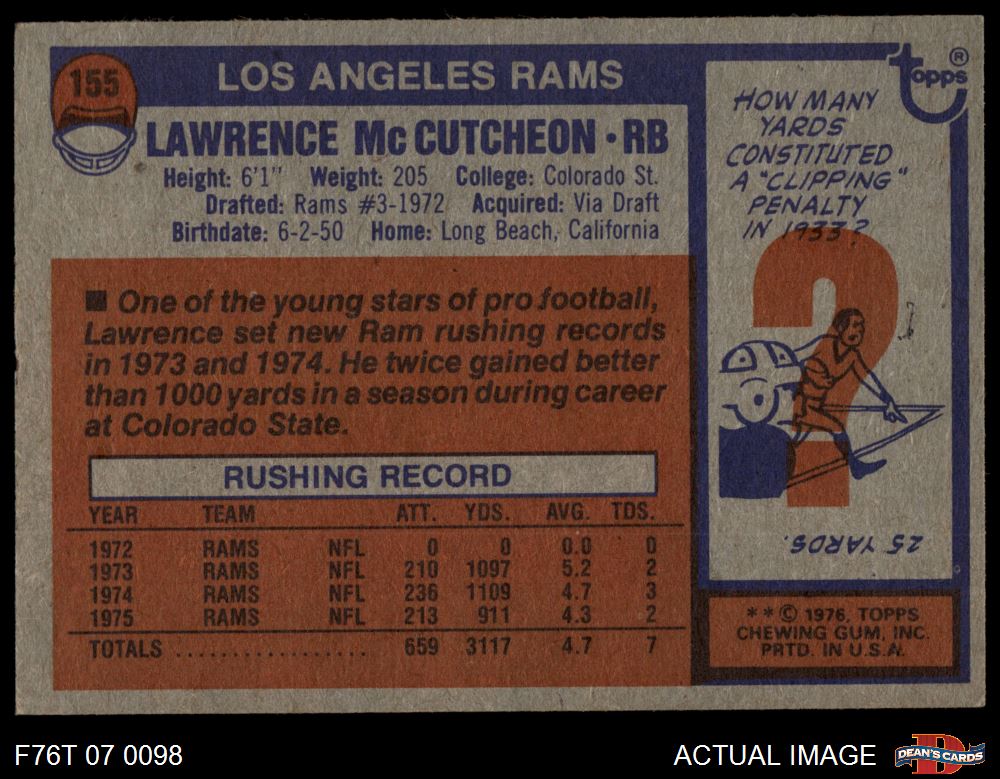 155
LOS ANGELES RAMS
LAWRENCE McCUTCHEON • RB
Height: 6'1" Weight: 205 College: Colorado St.
Drafted: Rams #3-1972 Acquired: Via Draft
Birthdate: 6-2-50 Home: Long Beach, California
■ One of the young stars of pro football,
Lawrence set new Ram rushing records
in 1973 and 1974. He twice gained better
than 1000 yards in a season during career
at Colorado State.
RUSHING RECORD
YEAR TEAM ATT. YDS. AVG. TDS.
1972 RAMS NFL 0 0 0.0 0
1973 RAMS NFL 210 1097 5.2 2
1974 RAMS NFL 236 1109 4.7 3
1975 RAMS NFL 213 911 4.3 2
TOTALS .................. 659 3117 4.7 7
topps®
HOW MANY
YARDS
CONSTITUTED
A "CLIPPING"
PENALTY
IN 1933?
?
25 YARDS.
**© 1976, TOPPS
CHEWING GUM, INC.
PRTD. IN U.S.A.
F76T 07 0098
ACTUAL IMAGE
D
DEAN'S CARDS